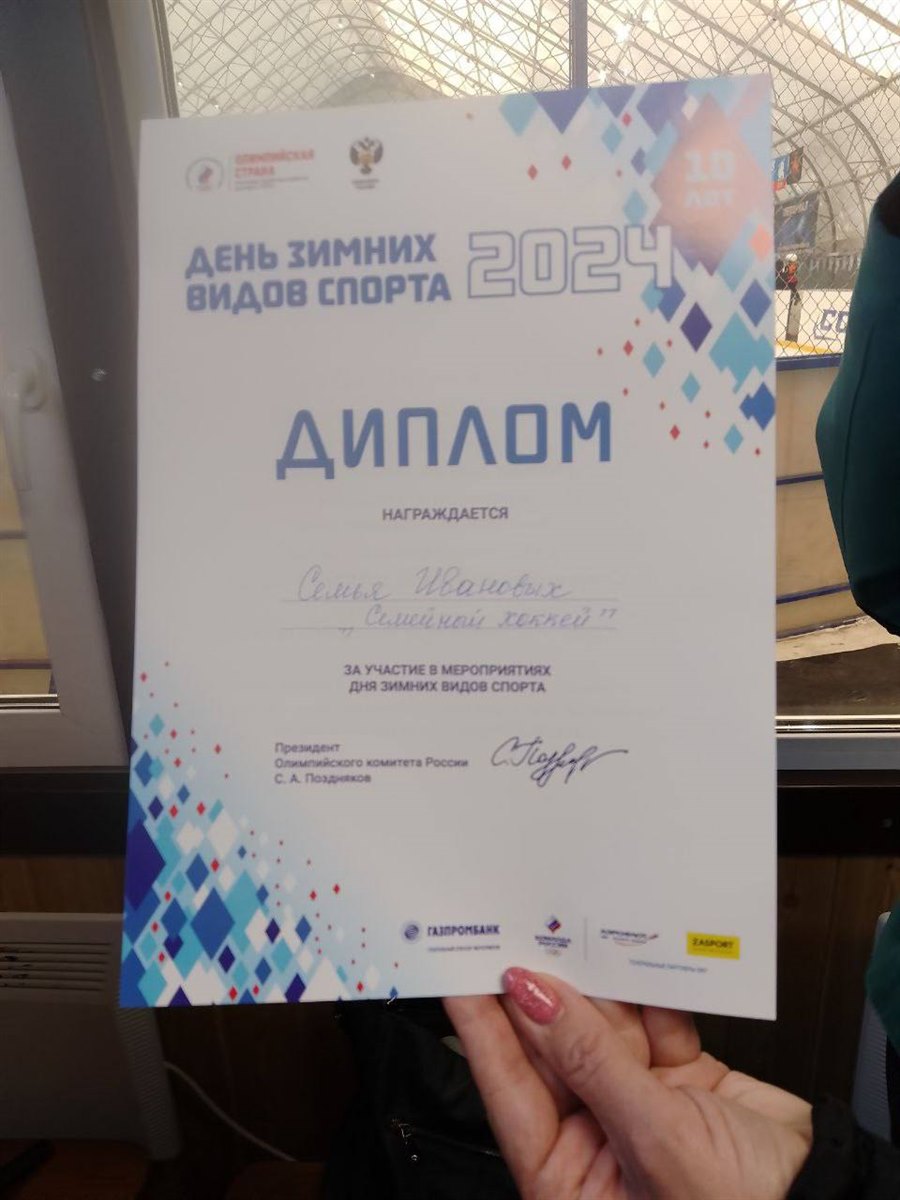 ОЛИМПИЙСКАЯ
СТРАНА
10
ЛЕТ
ДЕНЬ ЗИМНИХ
ВИДОВ СПОРТА 2024
ДИПЛОМ
НАГРАЖДАЕТСЯ
Семья Ивановых
„Семейный хоккей"
ЗА УЧАСТИЕ В МЕРОПРИЯТИЯХ
ДНЯ ЗИМНИХ ВИДОВ СПОРТА
Президент
Олимпийского комитета России
С. А. Поздняков
ГАЗПРОМБАНК
ZASPORT